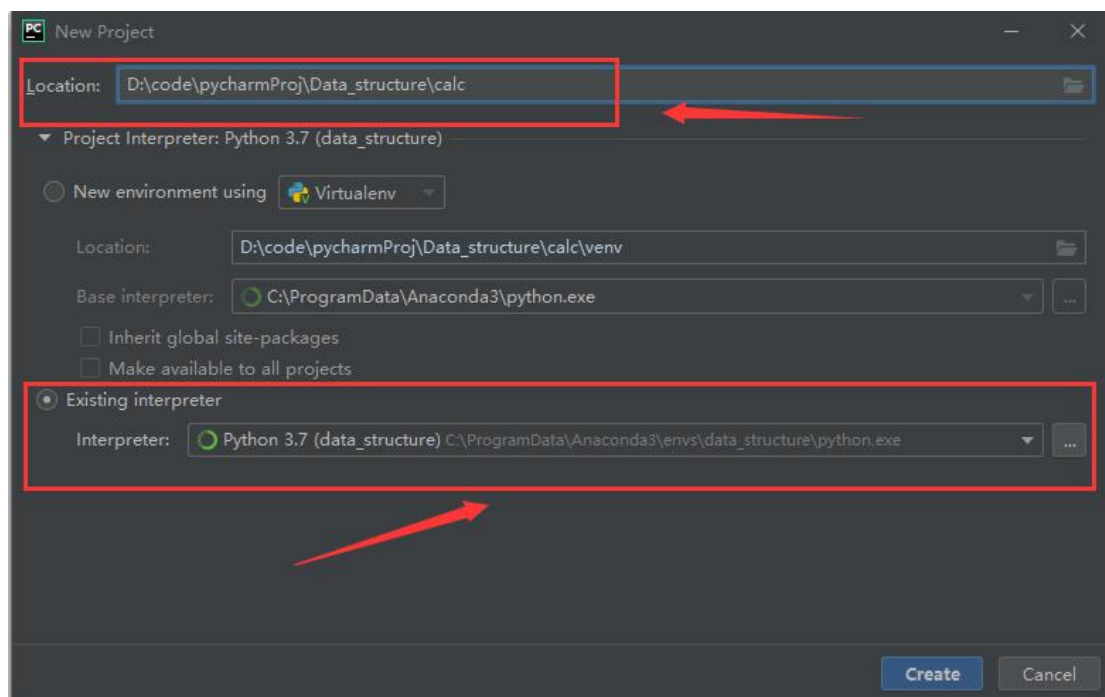 PC New Project
Location: D:\code\pycharmProj\Data_structure\calc
Project Interpreter: Python 3.7 (data_structure)
New environment using Virtualenv
Location: D:\code\pycharmProj\Data_structure\calc\venv
Base interpreter: C:\ProgramData\Anaconda3\python.exe ...
Inherit global site-packages
Make available to all projects
Existing interpreter
Interpreter: Python 3.7 (data_structure) C:\ProgramData\Anaconda3\envs\data_structure\python.exe ...
Create Cancel